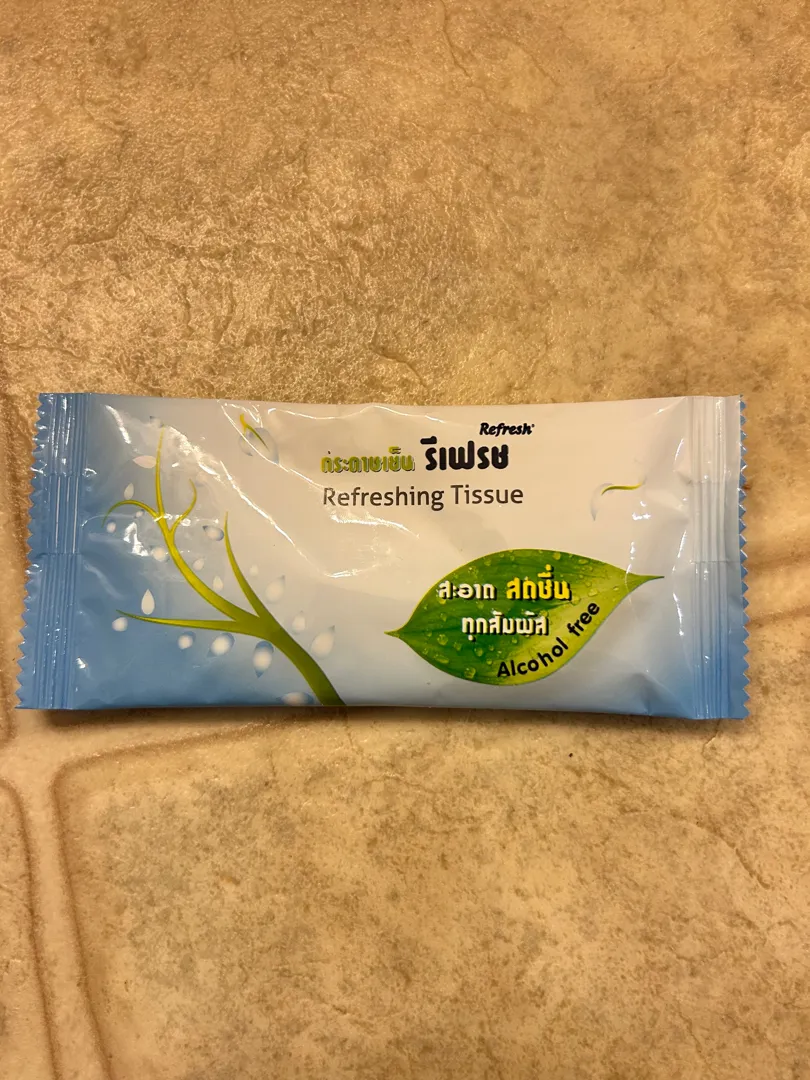 Refresh®
กระดาษเย็น รีเฟรช
Refreshing Tissue
สะอาด สดชื่น
ทุกสัมผัส
Alcohol free